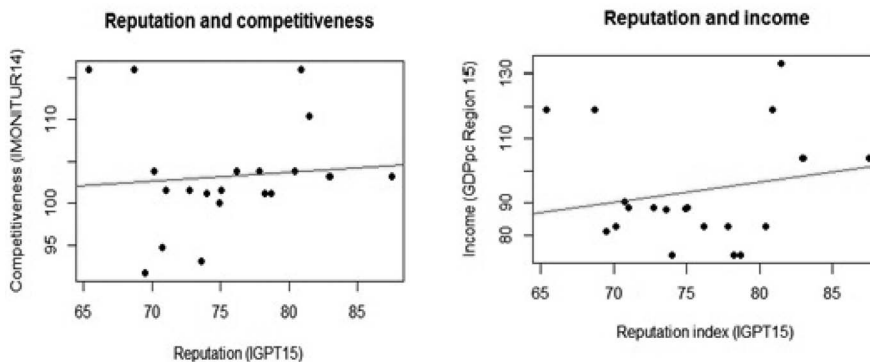 Reputation and competitiveness
Competitiveness (IMONITUR14)
110
100
95
65 70 75 80 85
Reputation (IGPT15)
Reputation and income
Income (GDPpc Region 15)
130
110
90
80
65 70 75 80 85
Reputation index (IGPT15)